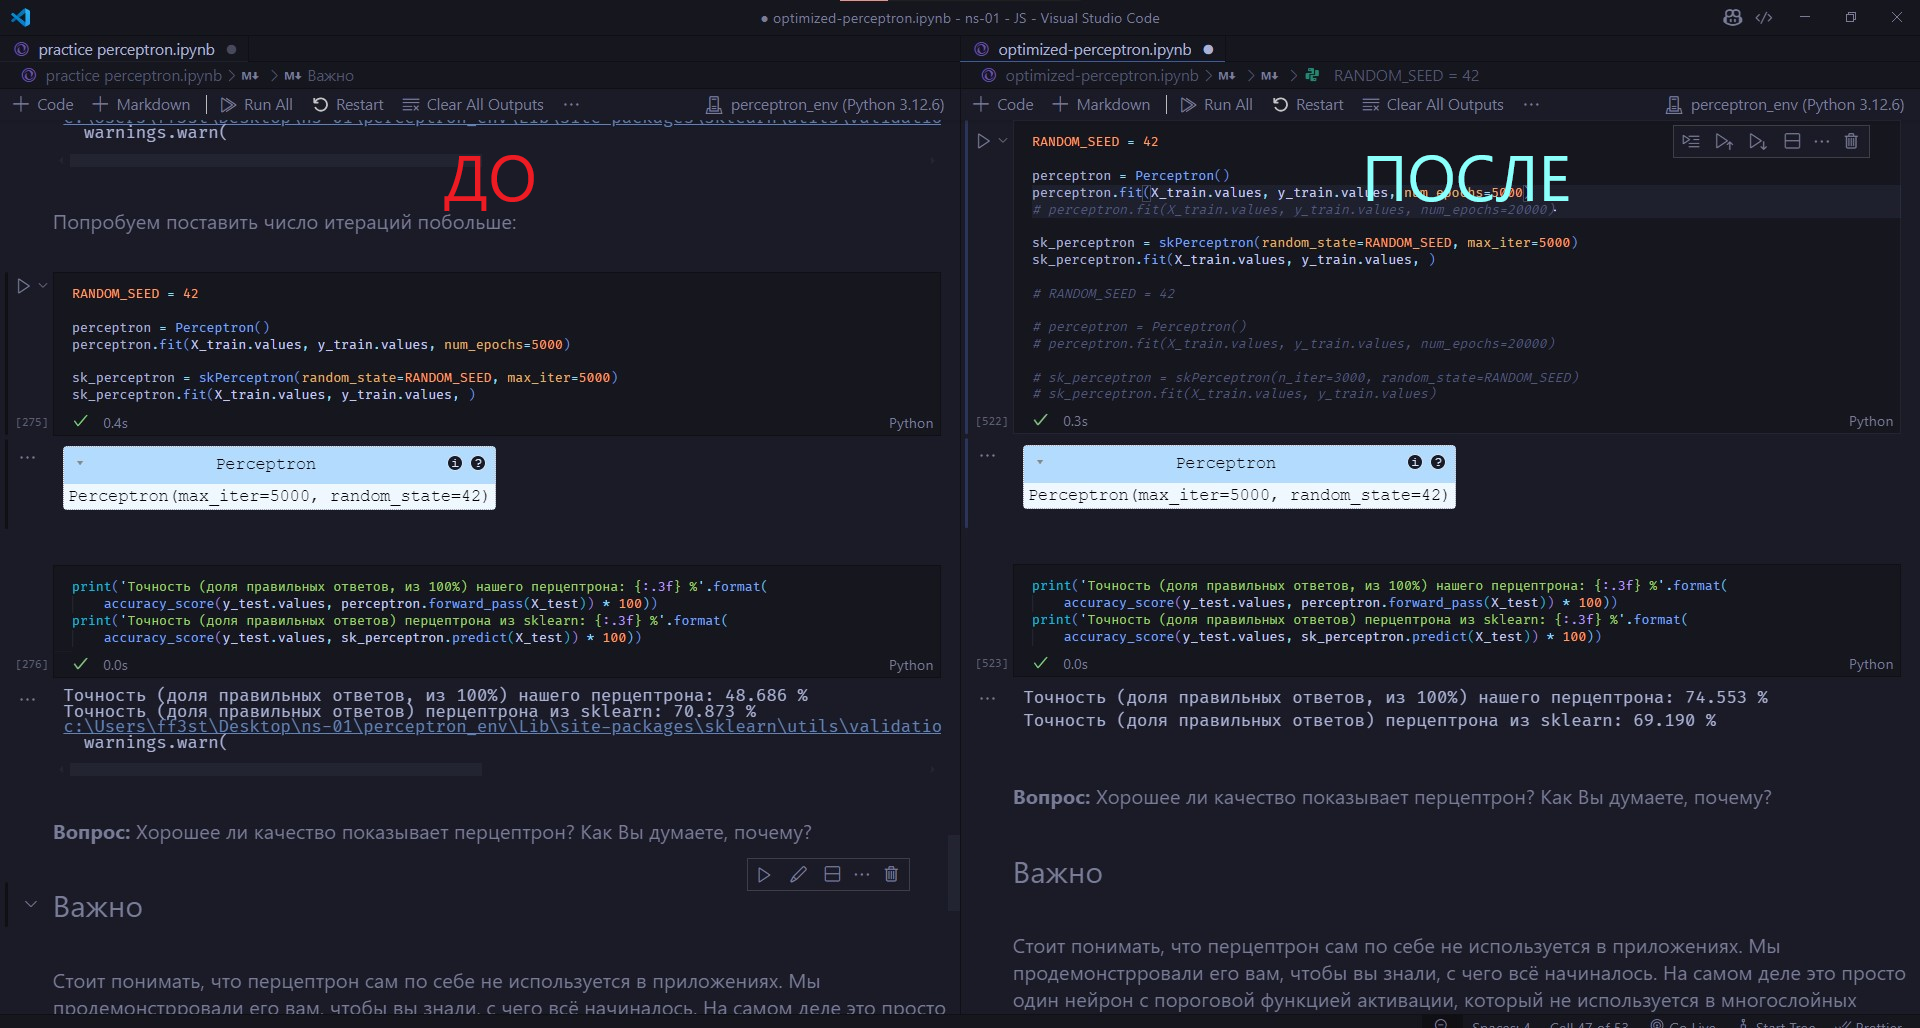 ● optimized-perceptron.ipynb - ns-01 - JS - Visual Studio Code
practice perceptron.ipynb ●
practice perceptron.ipynb > M↓ > M↓ Важно
+ Code + Markdown | Run All Restart Clear All Outputs ··· perceptron_env (Python 3.12.6)
c:\Users\ff3st\Desktop\ns-01\perceptron_env\Lib\site-packages\sklearn\utils\validatio
warnings.warn(
ДО
Попробуем поставить число итераций побольше:
RANDOM_SEED = 42
perceptron = Perceptron()
perceptron.fit(X_train.values, y_train.values, num_epochs=5000)
sk_perceptron = skPerceptron(random_state=RANDOM_SEED, max_iter=5000)
sk_perceptron.fit(X_train.values, y_train.values, )
[275] 0.4s Python
Perceptron
Perceptron(max_iter=5000, random_state=42)
print('Точность (доля правильных ответов, из 100%) нашего перцептрона: {:.3f} %'.format(
accuracy_score(y_test.values, perceptron.forward_pass(X_test)) * 100))
print('Точность (доля правильных ответов) перцептрона из sklearn: {:.3f} %'.format(
accuracy_score(y_test.values, sk_perceptron.predict(X_test)) * 100))
[276] 0.0s Python
Точность (доля правильных ответов, из 100%) нашего перцептрона: 48.686 %
Точность (доля правильных ответов) перцептрона из sklearn: 70.873 %
c:\Users\ff3st\Desktop\ns-01\perceptron_env\Lib\site-packages\sklearn\utils\validatio
warnings.warn(
Вопрос: Хорошее ли качество показывает перцептрон? Как Вы думаете, почему?
Важно
Стоит понимать, что перцептрон сам по себе не используется в приложениях. Мы
продемонстрровали его вам, чтобы вы знали, с чего всё начиналось. На самом деле это просто
optimized-perceptron.ipynb ●
optimized-perceptron.ipynb > M↓ > M↓ > RANDOM_SEED = 42
+ Code + Markdown | Run All Restart Clear All Outputs ··· perceptron_env (Python 3.12.6)
ПОСЛЕ
RANDOM_SEED = 42
perceptron = Perceptron()
perceptron.fit(X_train.values, y_train.values, num_epochs=5000)
# perceptron.fit(X_train.values, y_train.values, num_epochs=20000)
sk_perceptron = skPerceptron(random_state=RANDOM_SEED, max_iter=5000)
sk_perceptron.fit(X_train.values, y_train.values, )
# RANDOM_SEED = 42
# perceptron = Perceptron()
# perceptron.fit(X_train.values, y_train.values, num_epochs=20000)
# sk_perceptron = skPerceptron(n_iter=3000, random_state=RANDOM_SEED)
# sk_perceptron.fit(X_train.values, y_train.values)
[522] 0.3s Python
Perceptron
Perceptron(max_iter=5000, random_state=42)
print('Точность (доля правильных ответов, из 100%) нашего перцептрона: {:.3f} %'.format(
accuracy_score(y_test.values, perceptron.forward_pass(X_test)) * 100))
print('Точность (доля правильных ответов) перцептрона из sklearn: {:.3f} %'.format(
accuracy_score(y_test.values, sk_perceptron.predict(X_test)) * 100))
[523] 0.0s Python
Точность (доля правильных ответов, из 100%) нашего перцептрона: 74.553 %
Точность (доля правильных ответов) перцептрона из sklearn: 69.190 %
Вопрос: Хорошее ли качество показывает перцептрон? Как Вы думаете, почему?
Важно
Стоит понимать, что перцептрон сам по себе не используется в приложениях. Мы
продемонстрровали его вам, чтобы вы знали, с чего всё начиналось. На самом деле это просто
один нейрон с пороговой функцией активации, который не используется в многослойных
Spaces: 4 Cell 47 of 53 Go Live Start Tree Prettier